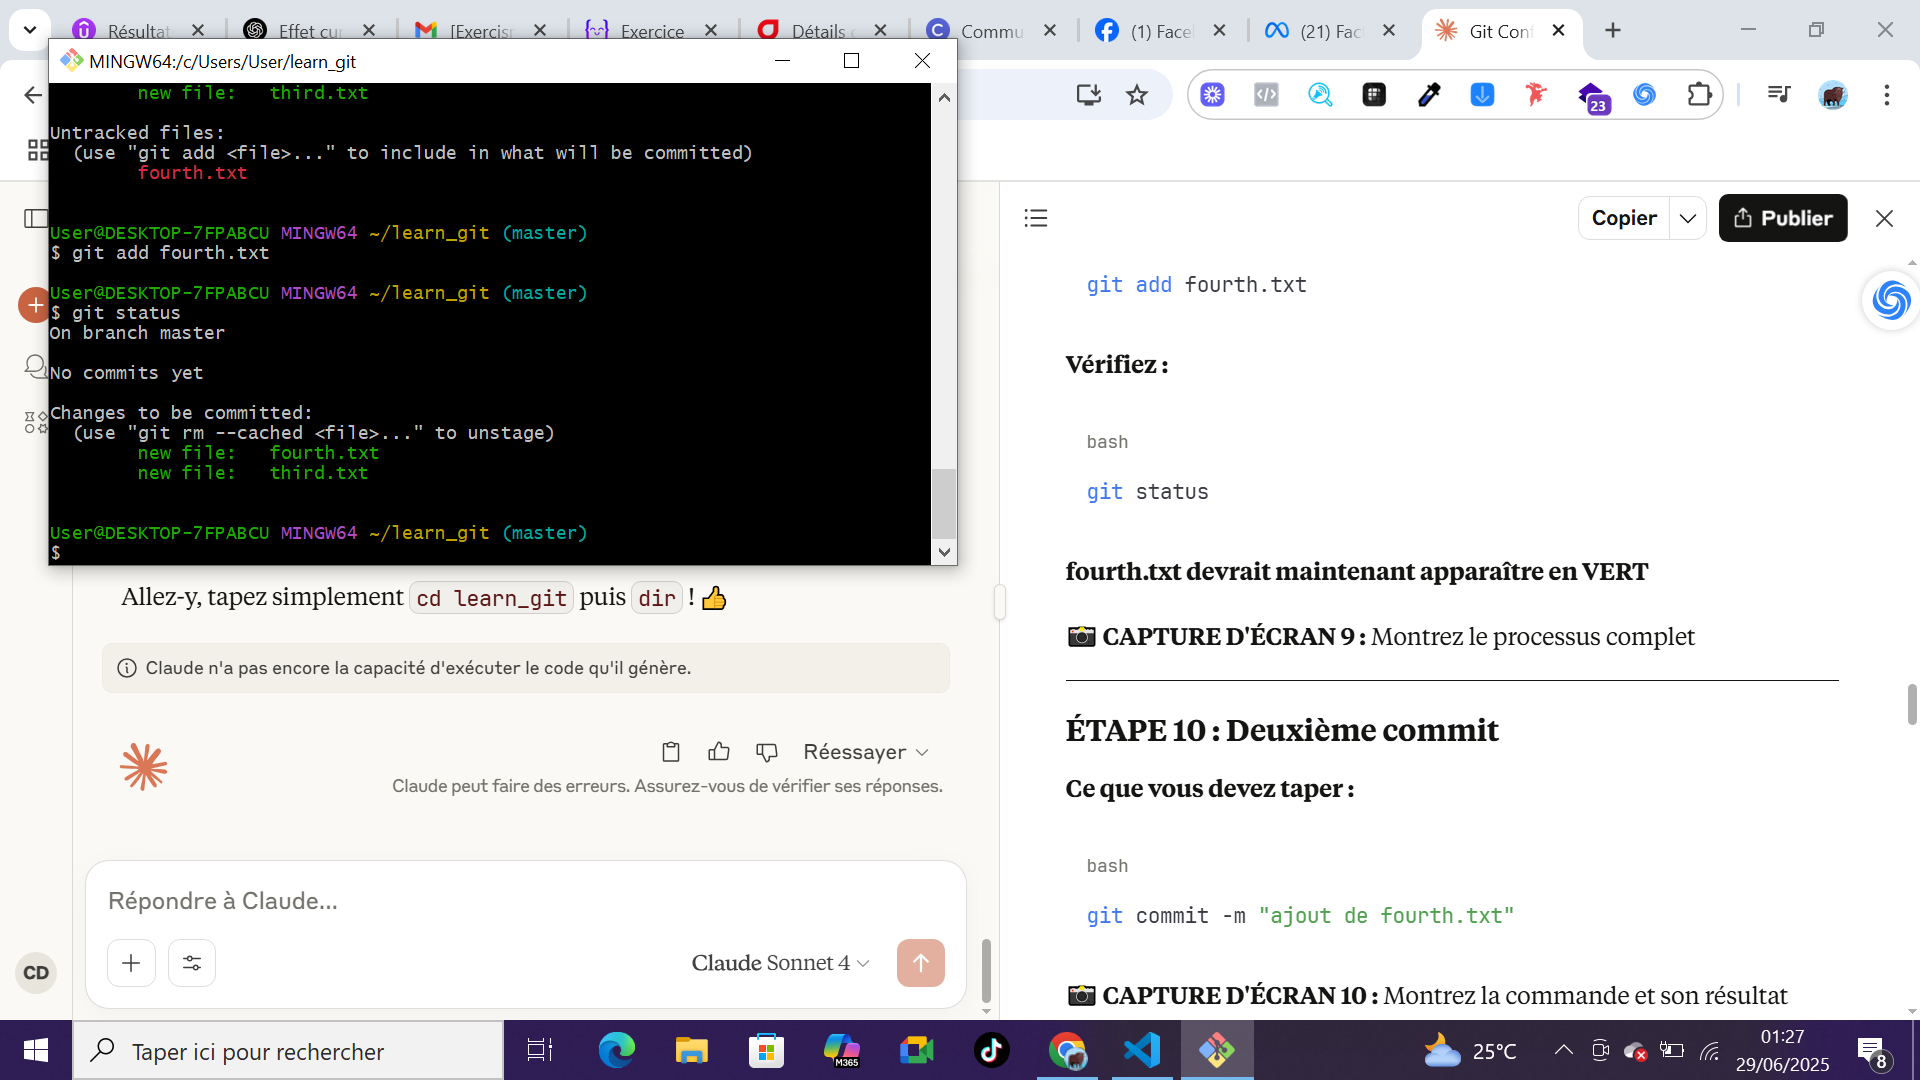 Résultat
Effet cu
[Exercis
Exercice
Détails
Commu
(1) Face
(21) Fac
Git Conf
MINGW64:/c/Users/User/learn_git
23
new file:   third.txt
Untracked files:
(use "git add <file>..." to include in what will be committed)
fourth.txt
User@DESKTOP-7FPABCU MINGW64 ~/learn_git (master)
$ git add fourth.txt
User@DESKTOP-7FPABCU MINGW64 ~/learn_git (master)
$ git status
On branch master
No commits yet
Changes to be committed:
(use "git rm --cached <file>..." to unstage)
new file:   fourth.txt
new file:   third.txt
User@DESKTOP-7FPABCU MINGW64 ~/learn_git (master)
$
Allez-y, tapez simplement cd learn_git puis dir ! 👍
Claude n'a pas encore la capacité d'exécuter le code qu'il génère.
Réessayer
Claude peut faire des erreurs. Assurez-vous de vérifier ses réponses.
Répondre à Claude...
Claude Sonnet 4
CD
Copier
Publier
git add fourth.txt
Vérifiez :
bash
git status
fourth.txt devrait maintenant apparaître en VERT
📷 CAPTURE D'ÉCRAN 9 : Montrez le processus complet
ÉTAPE 10 : Deuxième commit
Ce que vous devez taper :
bash
git commit -m "ajout de fourth.txt"
📷 CAPTURE D'ÉCRAN 10 : Montrez la commande et son résultat
Taper ici pour rechercher
M365
25°C
01:27
29/06/2025
8